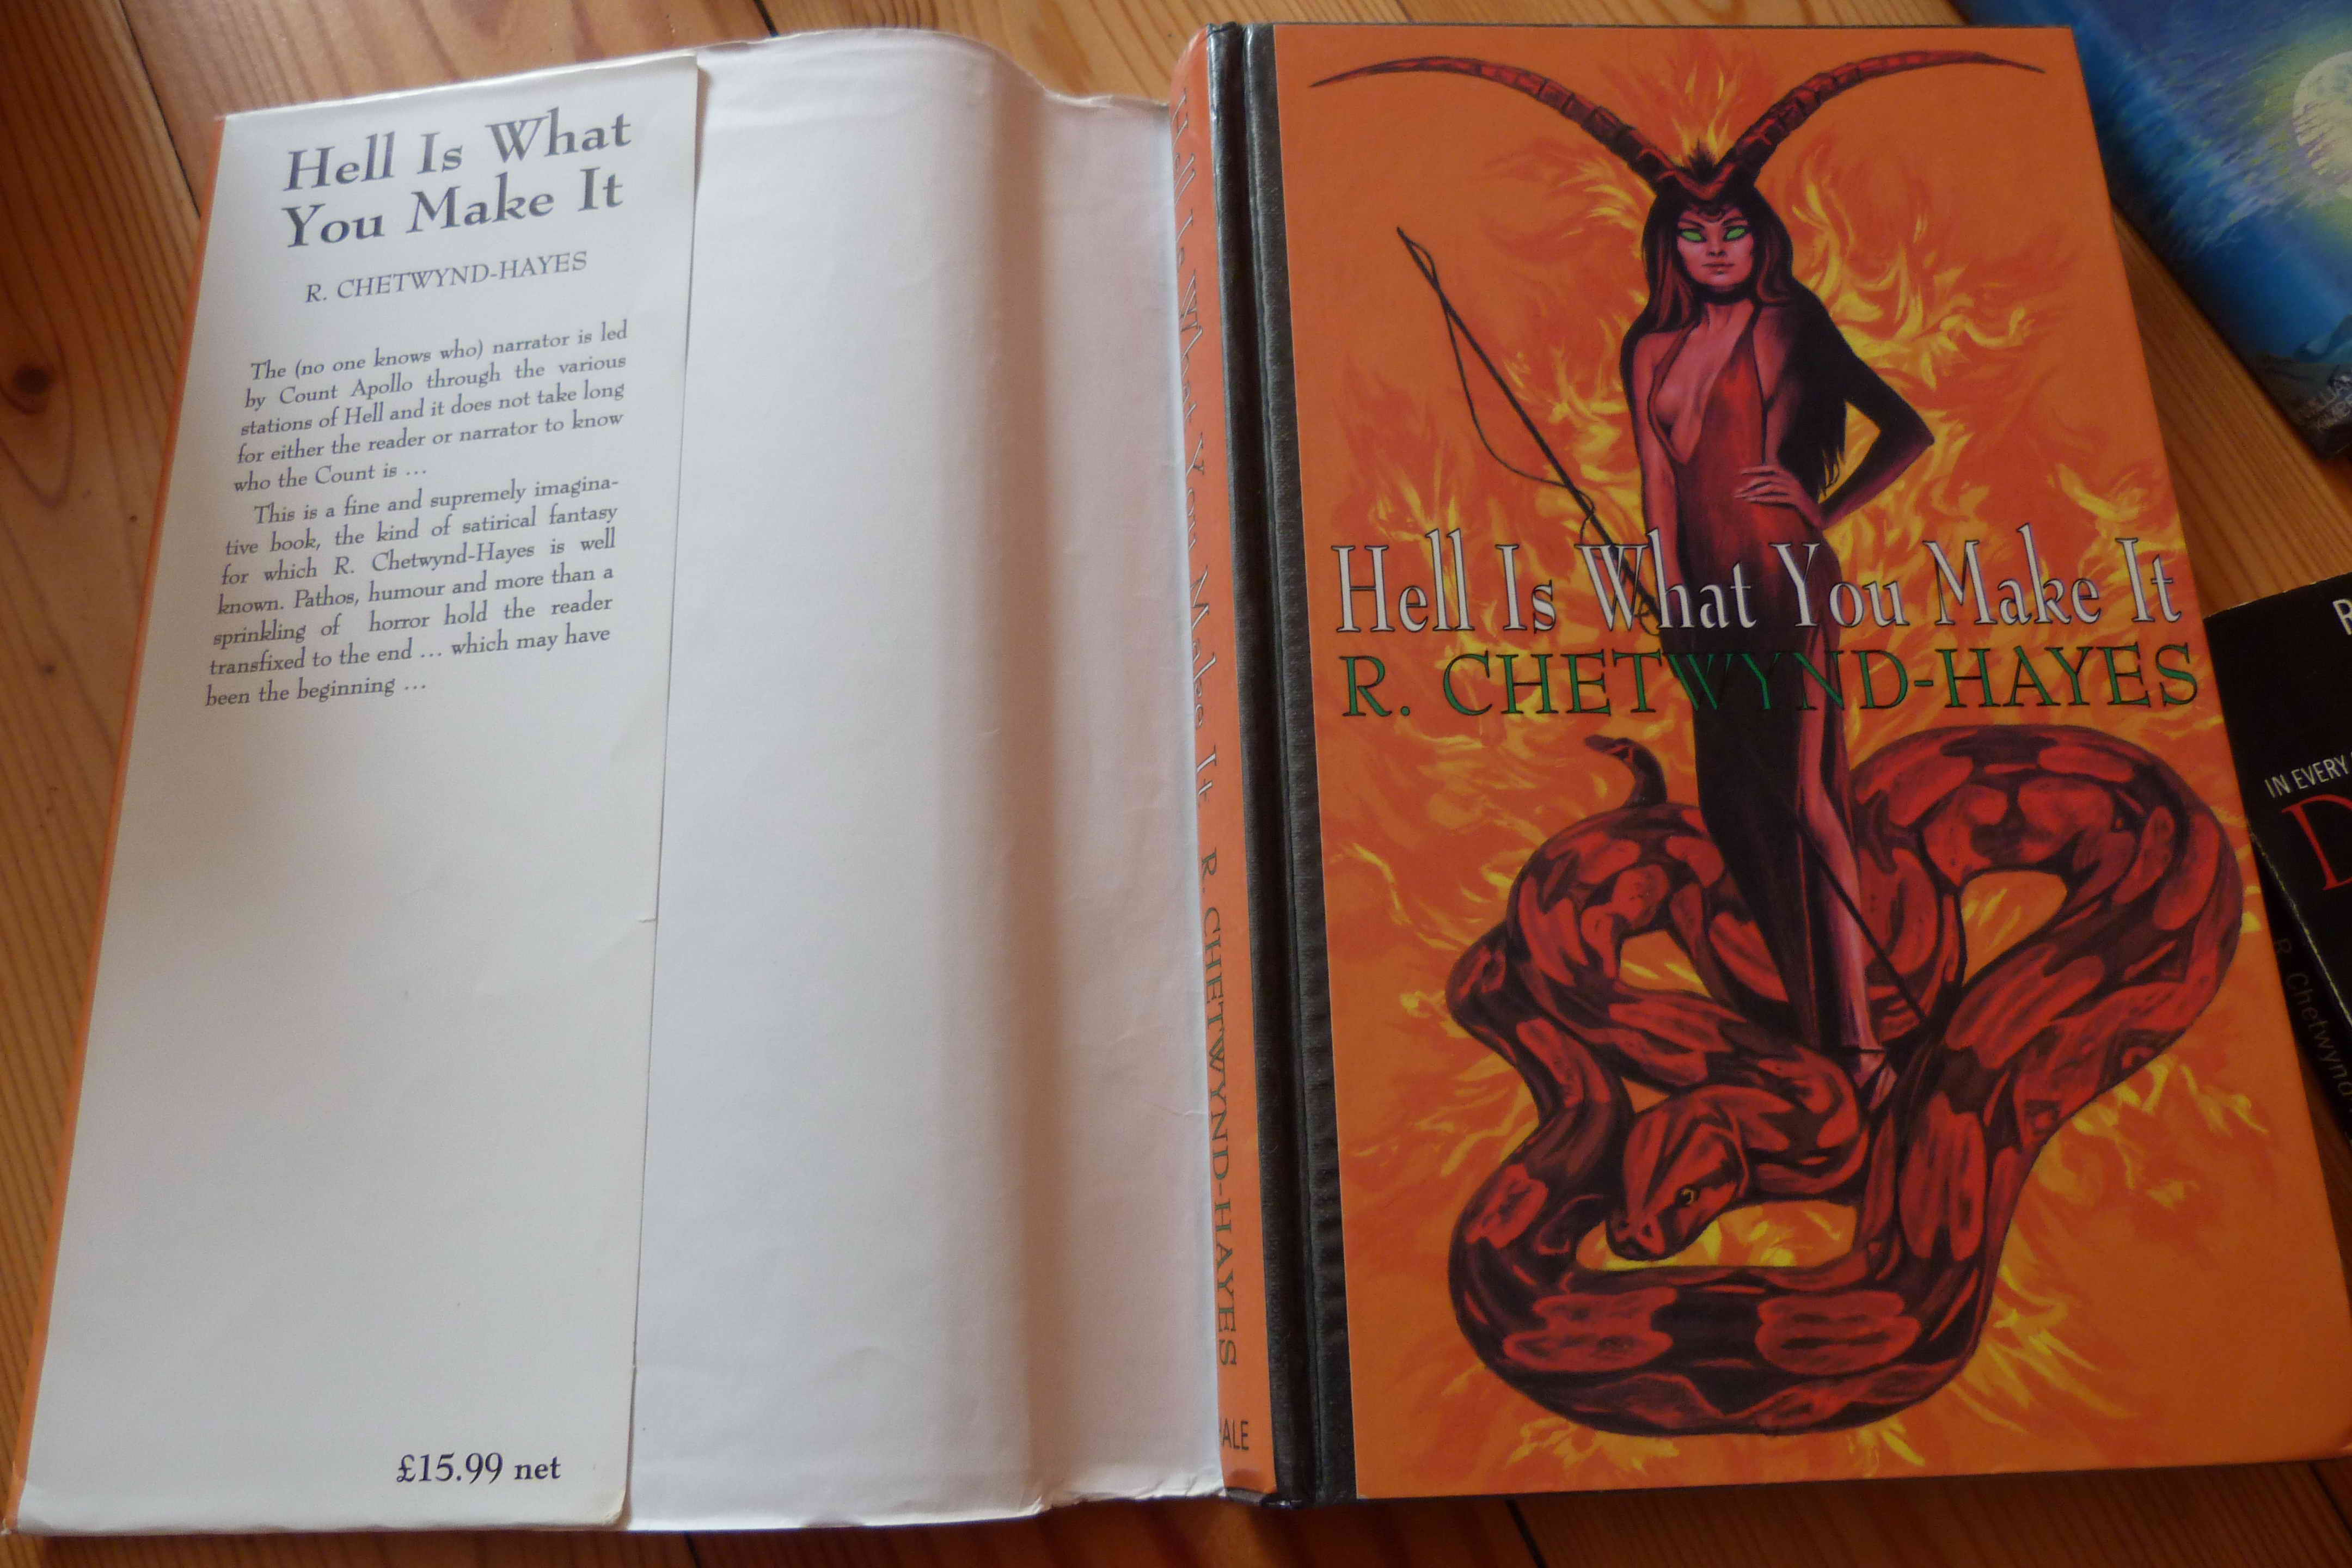 Hell Is What
You Make It
R. CHETWYND-HAYES
The (no one knows who) narrator is led
by Count Apollo through the various
stations of Hell and it does not take long
for either the reader or narrator to know
who the Count is ...
This is a fine and supremely imagina-
tive book, the kind of satirical fantasy
for which R. Chetwynd-Hayes is well
known. Pathos, humour and more than a
sprinkling of horror hold the reader
transfixed to the end ... which may have
been the beginning ...
£15.99 net
Hell Is What You Make It R. CHETWYND-HAYES
Hell Is What You Make It
R. CHETWYND-HAYES
IN EVERY
R. Chetwynd